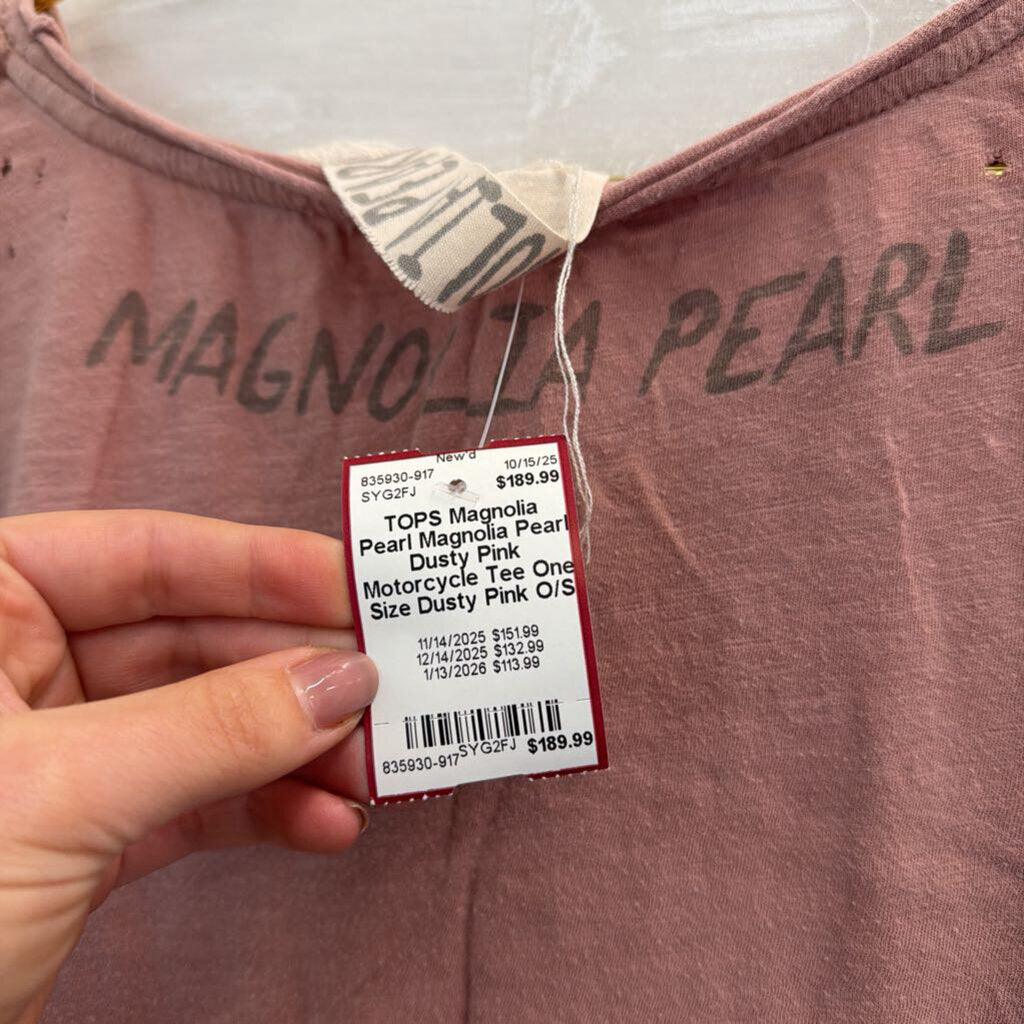 MAGNOLIA PEARL
New'd
835930-917 10/15/25
SYG2FJ $189.99
TOPS Magnolia
Pearl Magnolia Pearl
Dusty Pink
Motorcycle Tee One
Size Dusty Pink O/S
11/14/2025 $151.99
12/14/2025 $132.99
1/13/2026 $113.99
835930-917 SYG2FJ $189.99